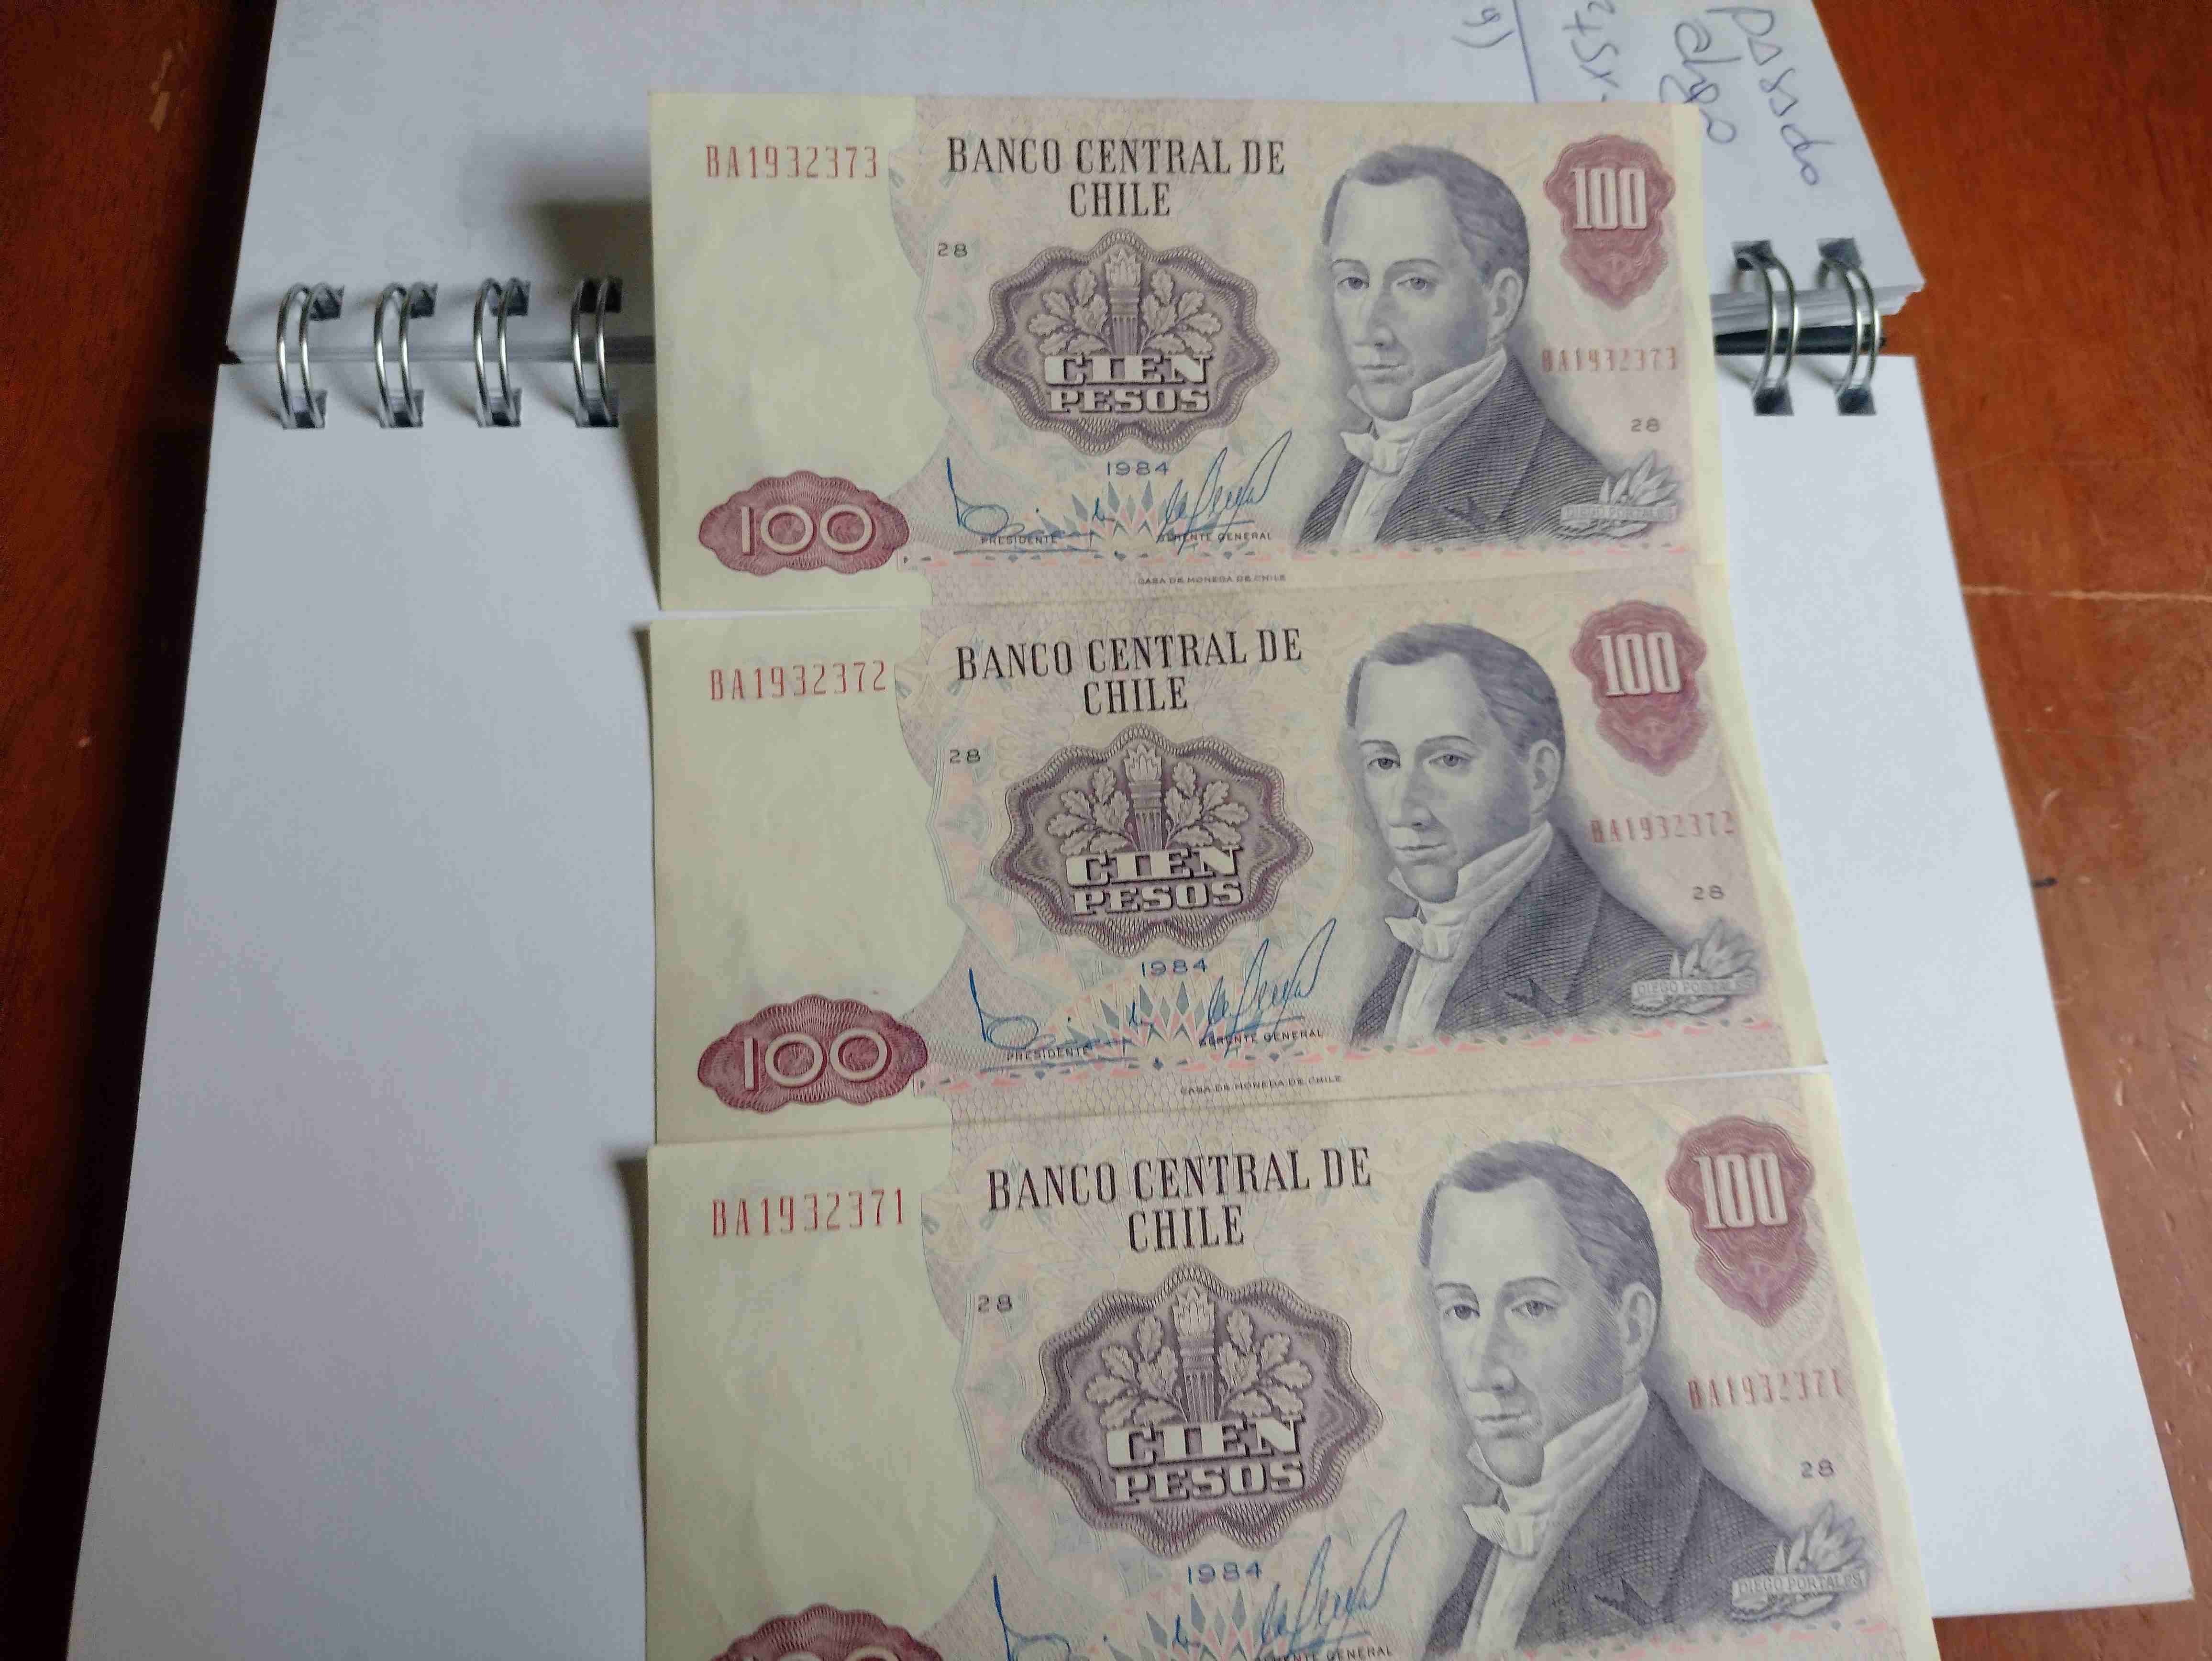 passdo
algo
BA1932373
BANCO CENTRAL DE
CHILE
100
28
CIEN
PESOS
BA1932373
28
1984
100
PRESIDENTE
GERENTE GENERAL
DIEGO PORTALES
CASA DE MONEDA DE CHILE
BA1932372
BANCO CENTRAL DE
CHILE
100
28
CIEN
PESOS
BA1932372
28
1984
100
PRESIDENTE
GERENTE GENERAL
DIEGO PORTALES
CASA DE MONEDA DE CHILE
BA1932371
BANCO CENTRAL DE
CHILE
100
28
CIEN
PESOS
BA1932371
28
1984
DIEGO PORTALES
GERENTE GENERAL